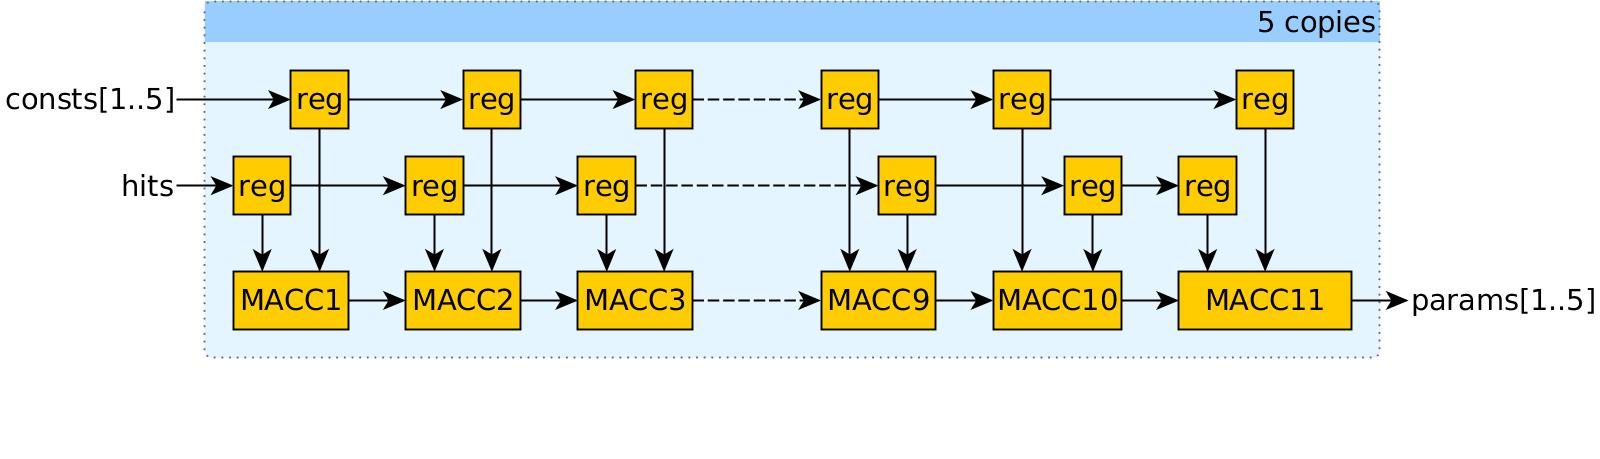 5 copies
consts[1..5]
reg
reg
reg
reg
reg
reg
hits
reg
reg
reg
reg
reg
reg
MACC1
MACC2
MACC3
MACC9
MACC10
MACC11
params[1..5]